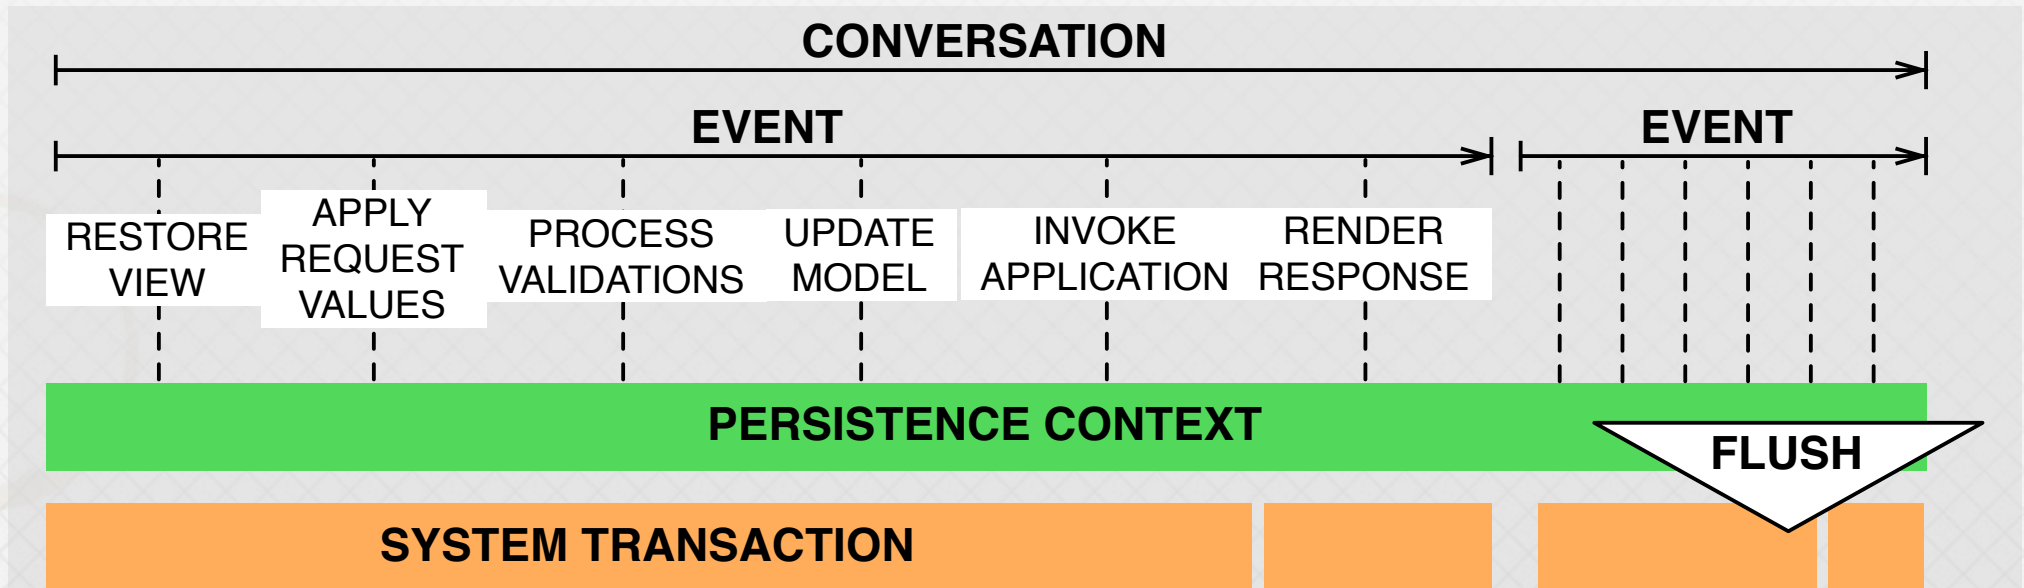 CONVERSATION
EVENT
EVENT
RESTORE
VIEW
APPLY
REQUEST
VALUES
PROCESS
VALIDATIONS
UPDATE
MODEL
INVOKE
APPLICATION
RENDER
RESPONSE
PERSISTENCE CONTEXT
FLUSH
SYSTEM TRANSACTION